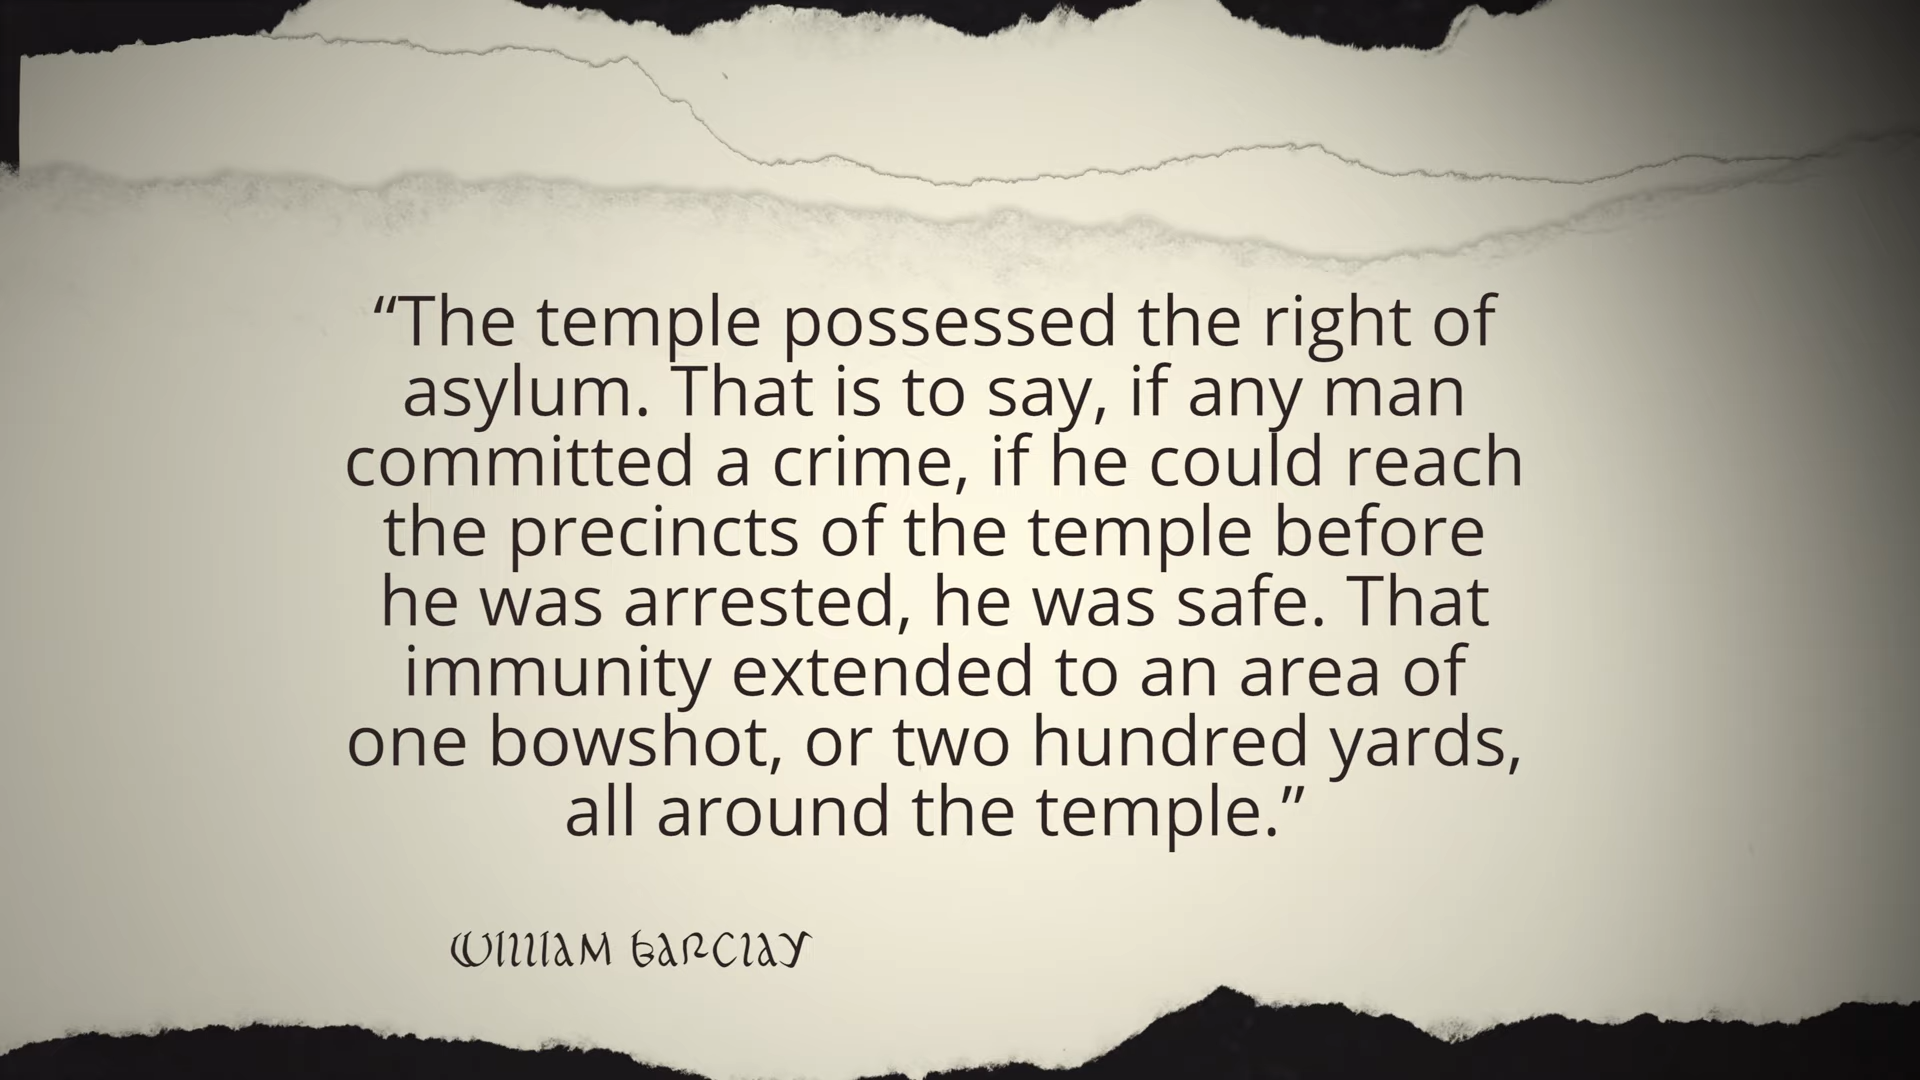 “The temple possessed the right of
asylum. That is to say, if any man
committed a crime, if he could reach
the precincts of the temple before
he was arrested, he was safe. That
immunity extended to an area of
one bowshot, or two hundred yards,
all around the temple.”
William Barclay